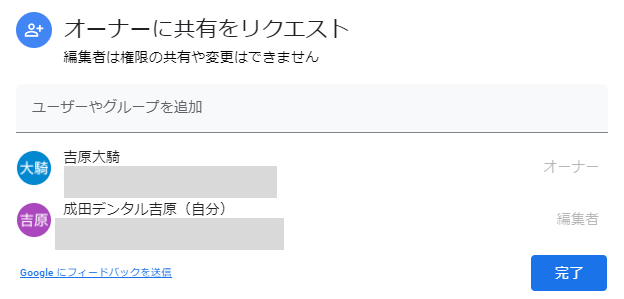 オーナーに共有をリクエスト
編集者は権限の共有や変更はできません
ユーザーやグループを追加
大騎
吉原大騎
オーナー
吉原
成田デンタル吉原（自分）
編集者
Google にフィードバックを送信
完了